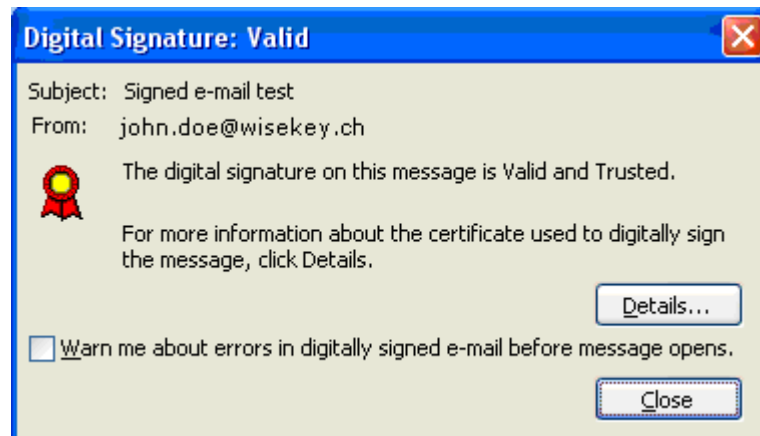 Digital Signature: Valid
Subject: Signed e-mail test
From: john.doe@wisekey.ch
The digital signature on this message is Valid and Trusted.
For more information about the certificate used to digitally sign
the message, click Details.
Details...
Warn me about errors in digitally signed e-mail before message opens.
Close